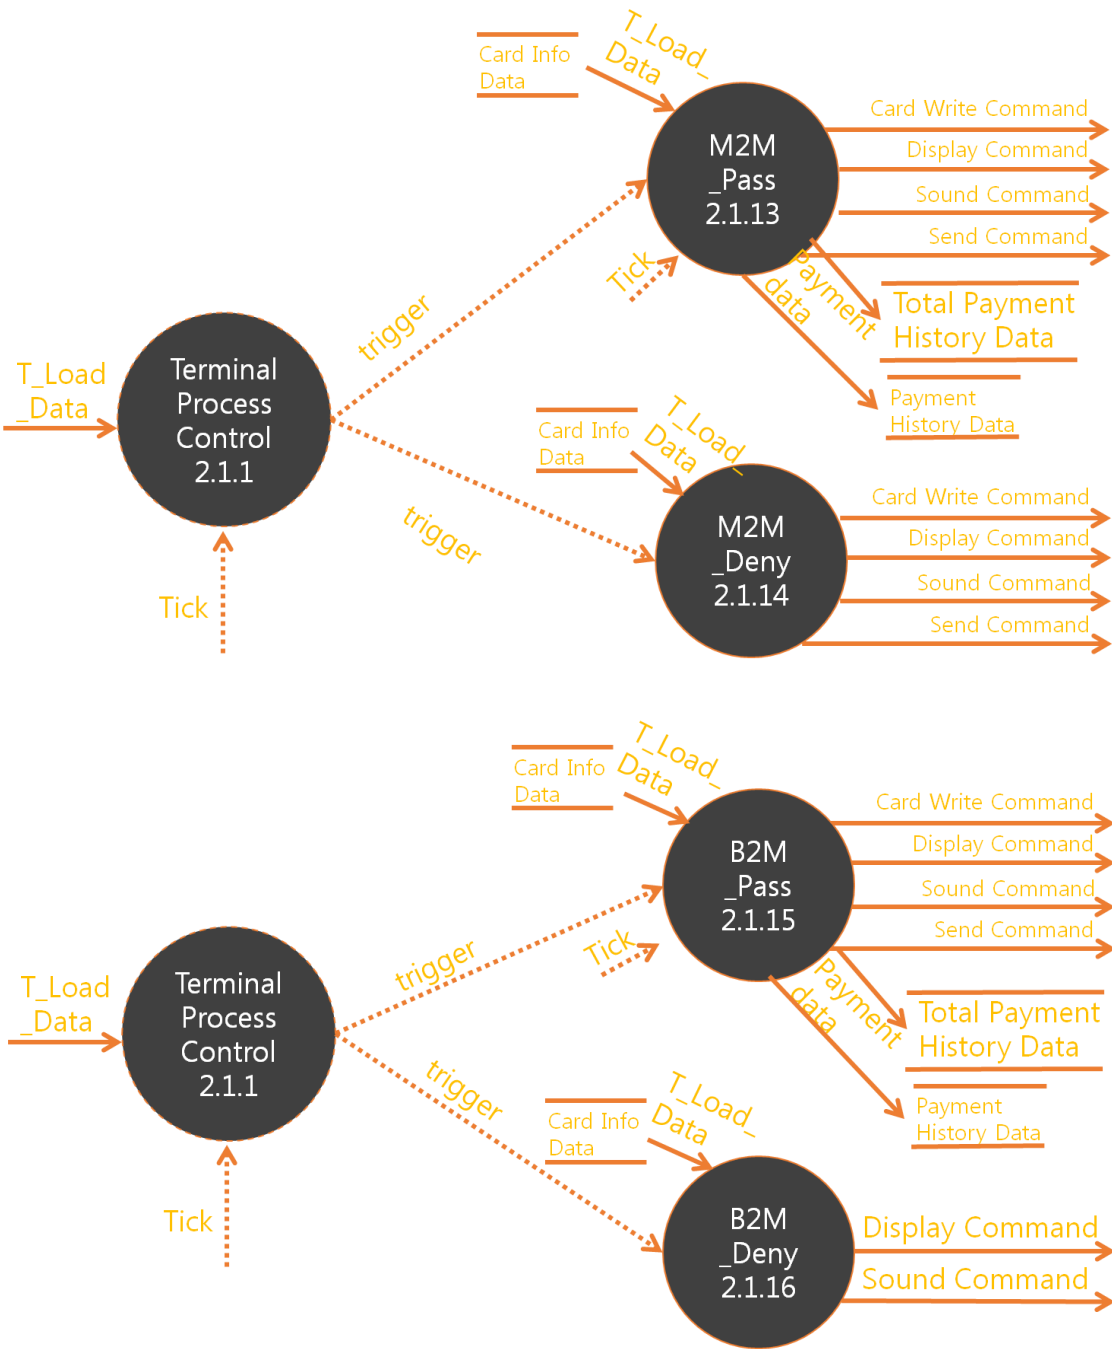 Card Info
Data
T_Load_
Data
M2M
_Pass
2.1.13
Card Write Command
Display Command
Sound Command
Send Command
Tick
trigger
Payment
data
Total Payment
History Data
Payment
History Data
T_Load
_Data
Terminal
Process
Control
2.1.1
Tick
trigger
Card Info
Data
T_Load_
Data
M2M
_Deny
2.1.14
Card Write Command
Display Command
Sound Command
Send Command
Card Info
Data
T_Load_
Data
B2M
_Pass
2.1.15
Card Write Command
Display Command
Sound Command
Send Command
Tick
trigger
Payment
data
Total Payment
History Data
Payment
History Data
T_Load
_Data
Terminal
Process
Control
2.1.1
Tick
trigger
Card Info
Data
T_Load_
Data
B2M
_Deny
2.1.16
Display Command
Sound Command